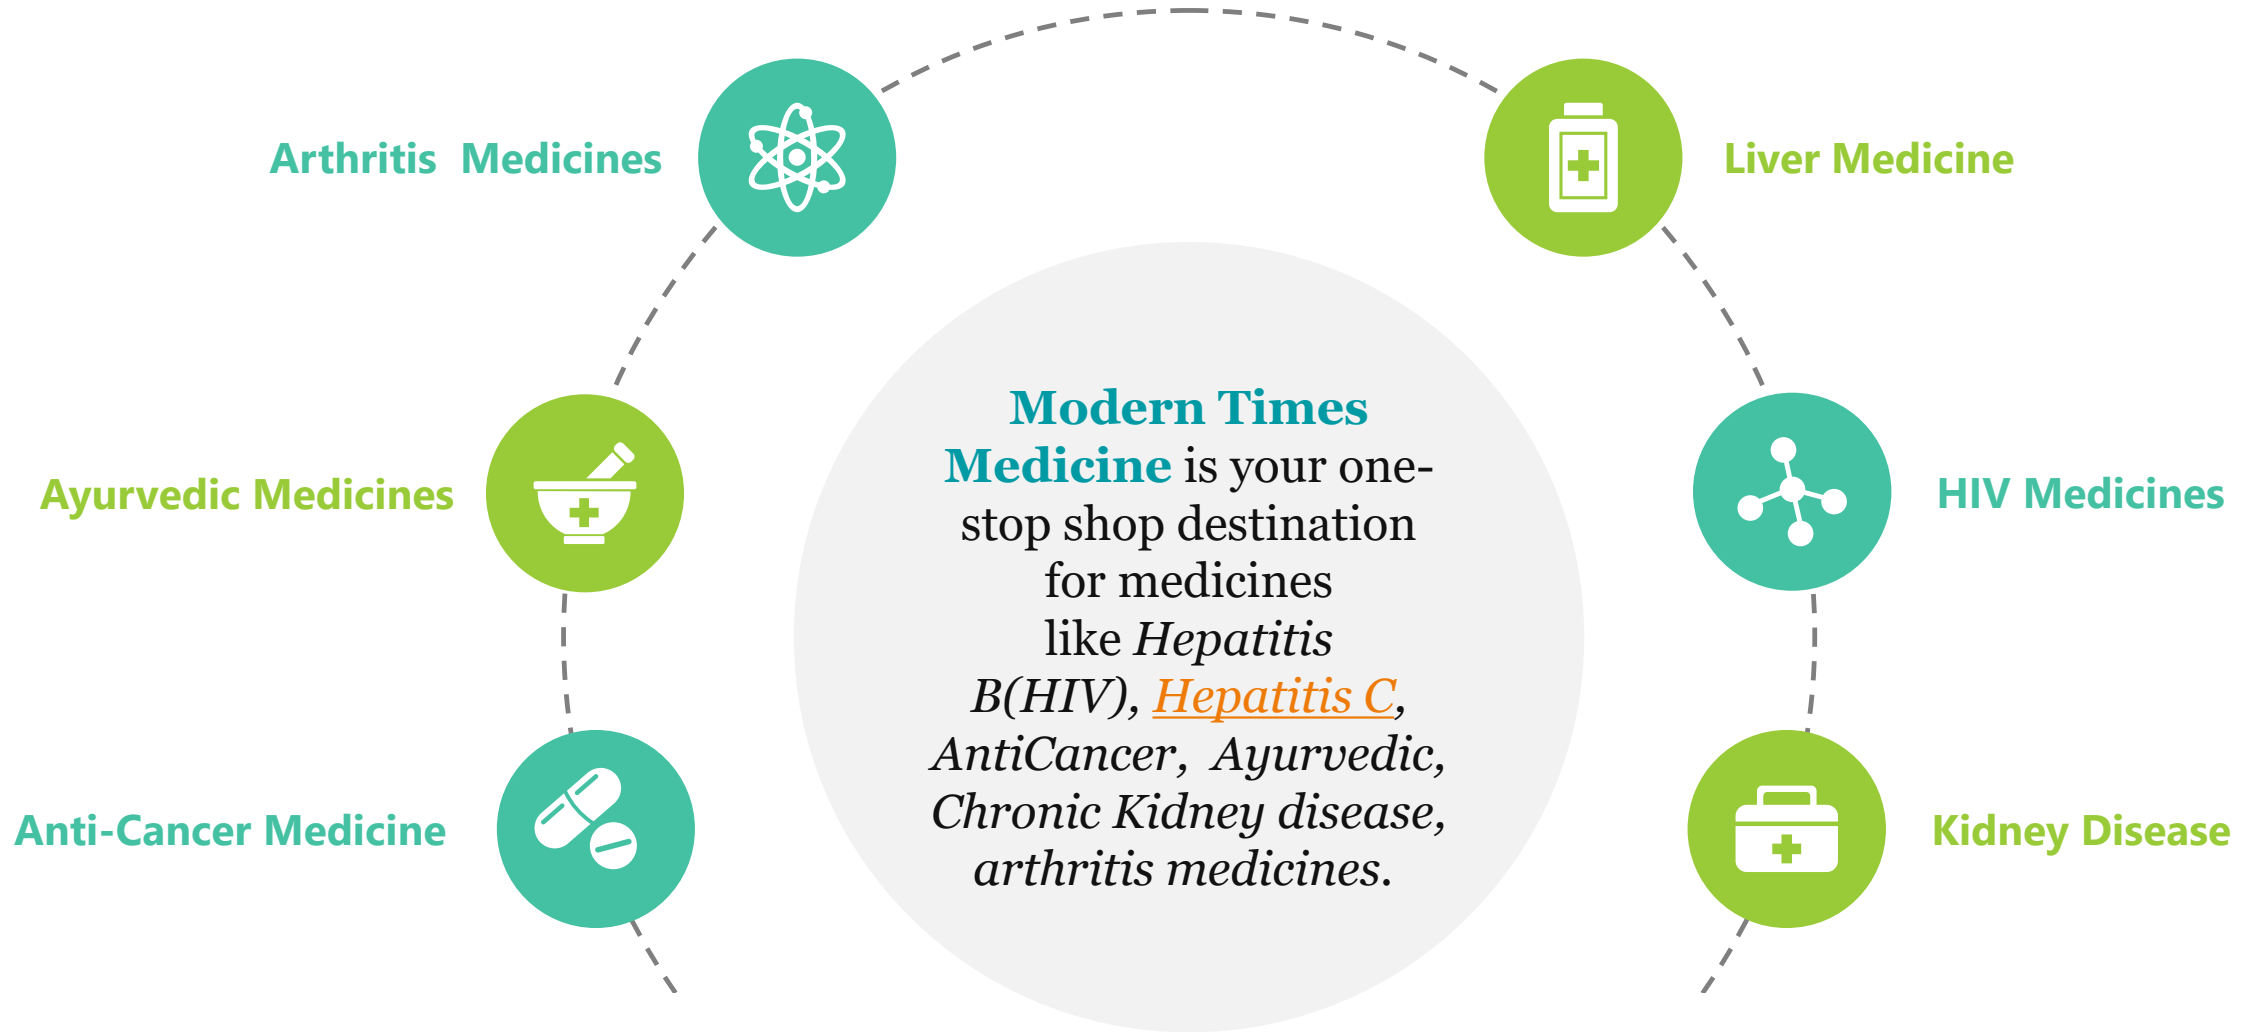 Arthritis  Medicines
Liver Medicine
Ayurvedic Medicines
HIV Medicines
Anti-Cancer Medicine
Kidney Disease
Modern Times
Medicine is your one-
stop shop destination
for medicines
like Hepatitis
B(HIV), Hepatitis C,
AntiCancer,  Ayurvedic,
Chronic Kidney disease,
arthritis medicines.